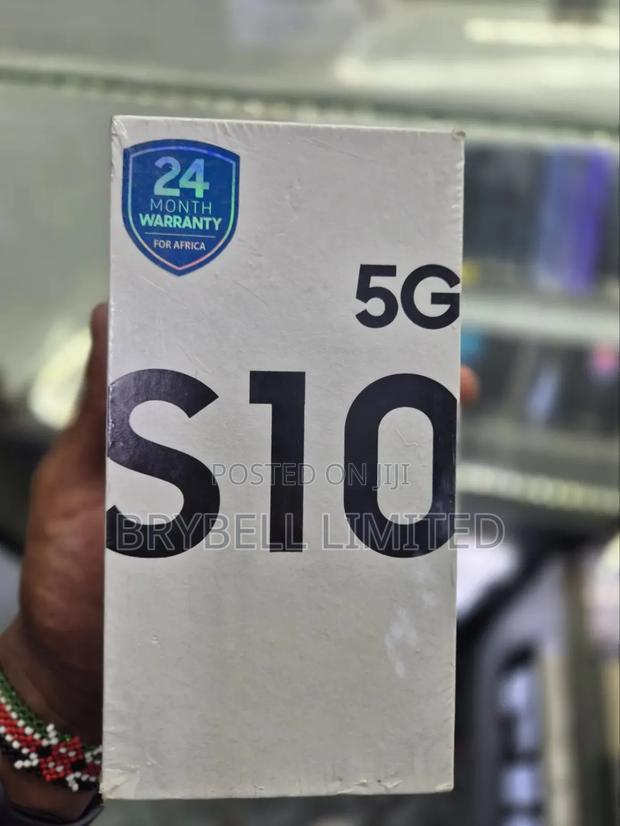 24
MONTH
WARRANTY
FOR AFRICA
5G
S10
POSTED ON JIJI
BRYBELL LIMITED